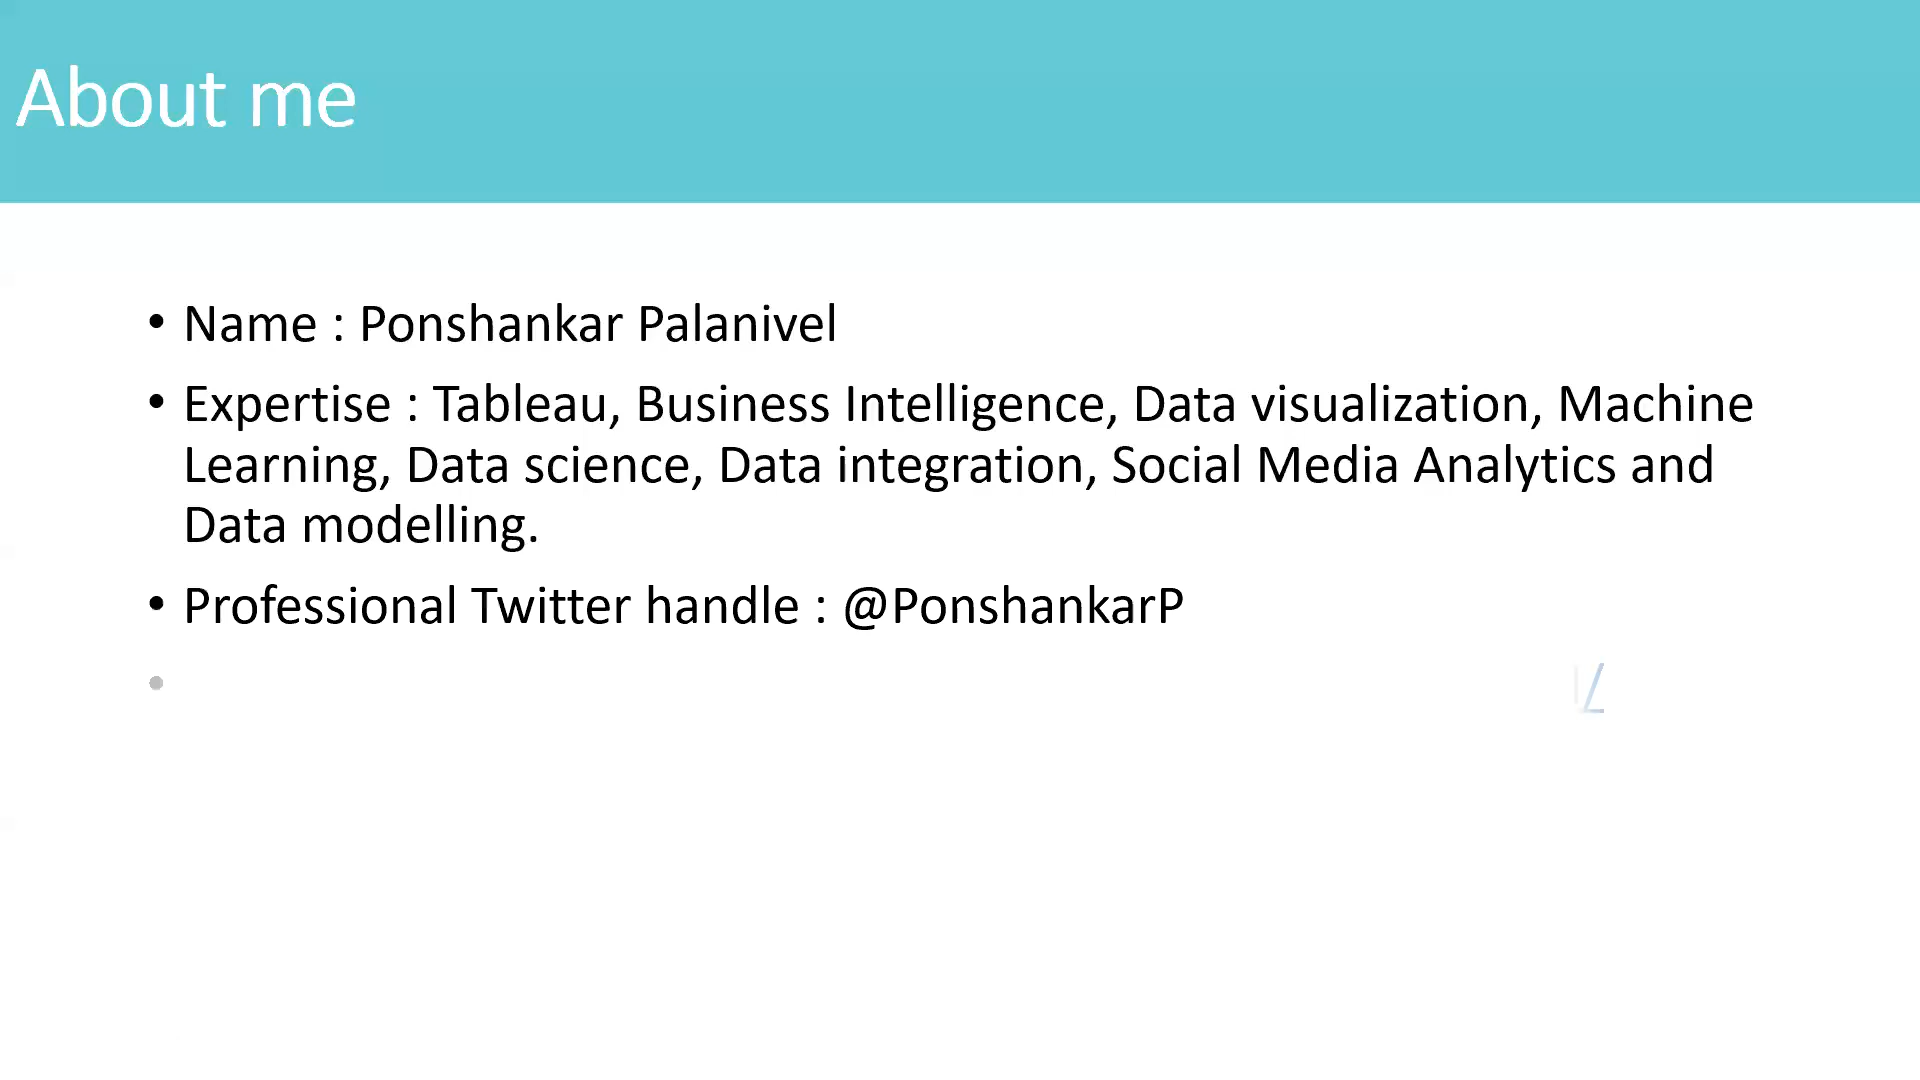 About me
• Name : Ponshankar Palanivel
• Expertise : Tableau, Business Intelligence, Data visualization, Machine
Learning, Data science, Data integration, Social Media Analytics and
Data modelling.
• Professional Twitter handle : @PonshankarP
•